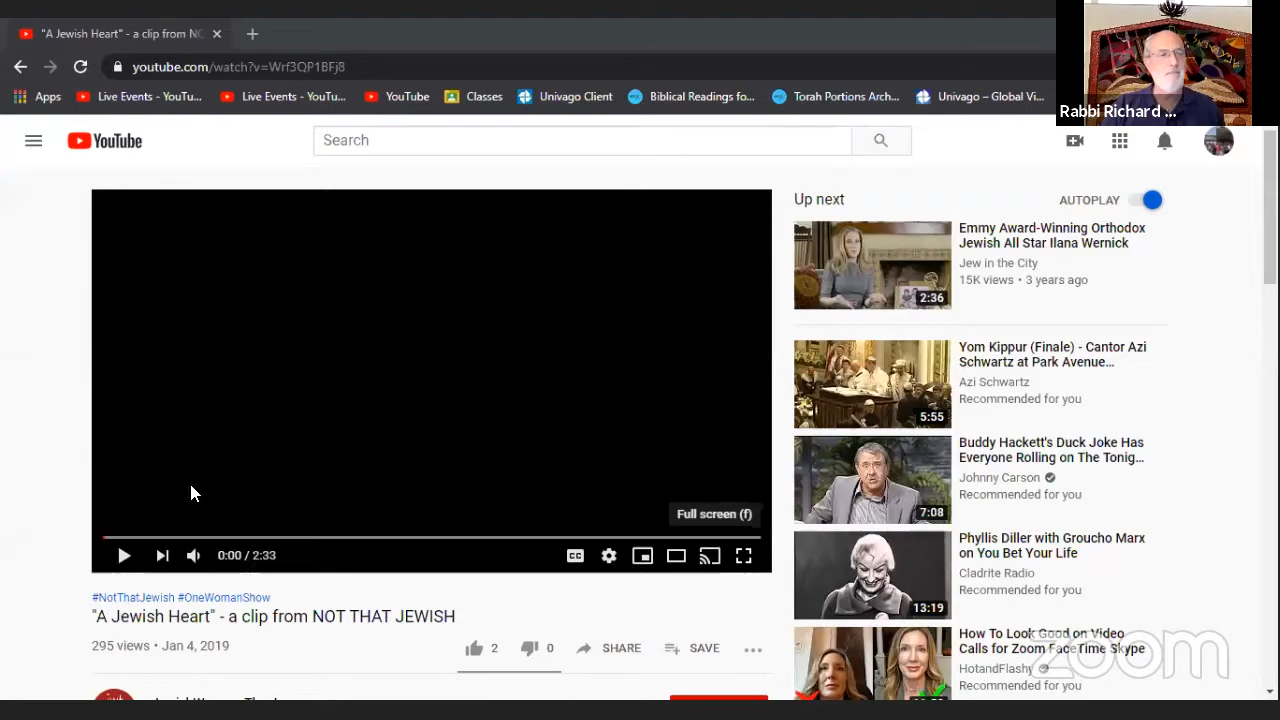 "A Jewish Heart" - a clip from NO
youtube.com/watch?v=Wrf3QP1BFj8
Apps
Live Events - YouTu...
Live Events - YouTu...
YouTube
Classes
Univago Client
Biblical Readings fo...
Torah Portions Arch...
Univago – Global Vi...
Rabbi Richard ...
YouTube
Search
Up next
AUTOPLAY
Emmy Award-Winning Orthodox
Jewish All Star Ilana Wernick
Jew in the City
15K views • 3 years ago
2:36
Yom Kippur (Finale) - Cantor Azi
Schwartz at Park Avenue...
Azi Schwartz
Recommended for you
5:55
Buddy Hackett's Duck Joke Has
Everyone Rolling on The Tonig...
Johnny Carson
Recommended for you
7:08
Phyllis Diller with Groucho Marx
on You Bet Your Life
Cladrite Radio
Recommended for you
13:19
How To Look Good on Video
Calls for Zoom FaceTime Skype
HotandFlashy
Recommended for you
zoom
Full screen (f)
0:00 / 2:33
CC
#NotThatJewish #OneWomanShow
"A Jewish Heart" - a clip from NOT THAT JEWISH
295 views • Jan 4, 2019
2
0
SHARE
SAVE